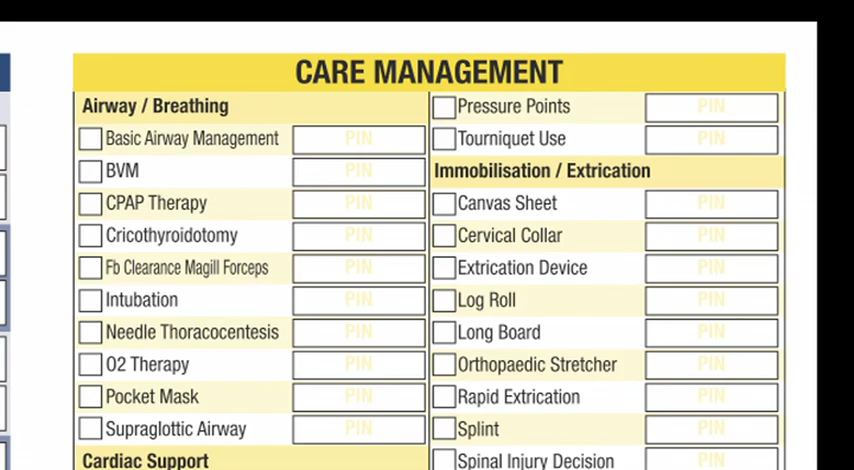 CARE MANAGEMENT
Airway / Breathing
Basic Airway Management PIN
BVM PIN
CPAP Therapy PIN
Cricothyroidotomy PIN
Fb Clearance Magill Forceps PIN
Intubation PIN
Needle Thoracocentesis PIN
O2 Therapy PIN
Pocket Mask PIN
Supraglottic Airway PIN
Cardiac Support
Pressure Points PIN
Tourniquet Use PIN
Immobilisation / Extrication
Canvas Sheet PIN
Cervical Collar PIN
Extrication Device PIN
Log Roll PIN
Long Board PIN
Orthopaedic Stretcher PIN
Rapid Extrication PIN
Splint PIN
Spinal Injury Decision PIN